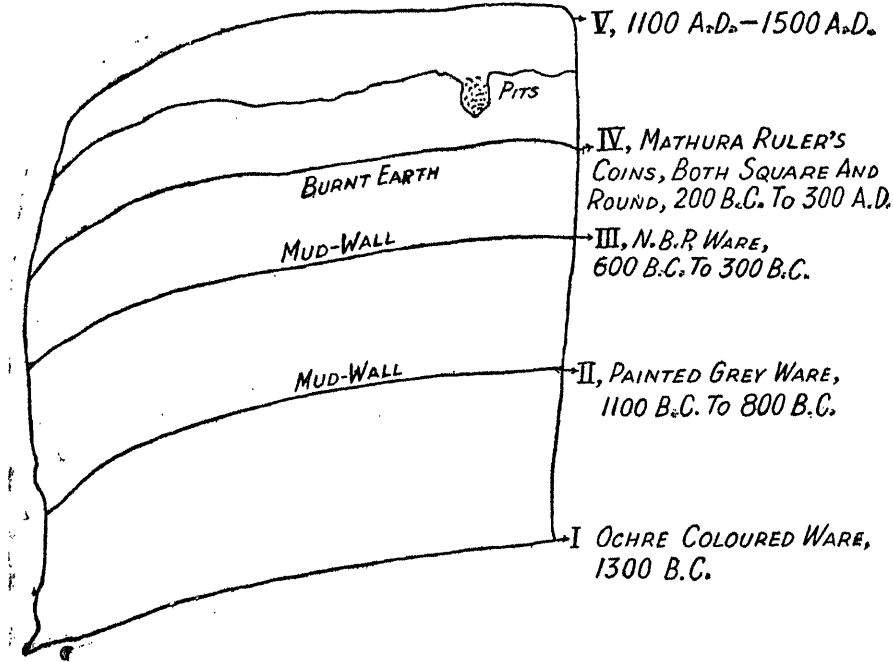 V, 1100 A.D.-1500 A.D.
PITS
IV, MATHURA RULER'S
COINS, BOTH SQUARE AND
ROUND, 200 B.C. TO 300 A.D.
BURNT EARTH
MUD-WALL
III, N.B.P. WARE,
600 B.C. TO 300 B.C.
MUD-WALL
II, PAINTED GREY WARE,
1100 B.C. TO 800 B.C.
I OCHRE COLOURED WARE,
1300 B.C.